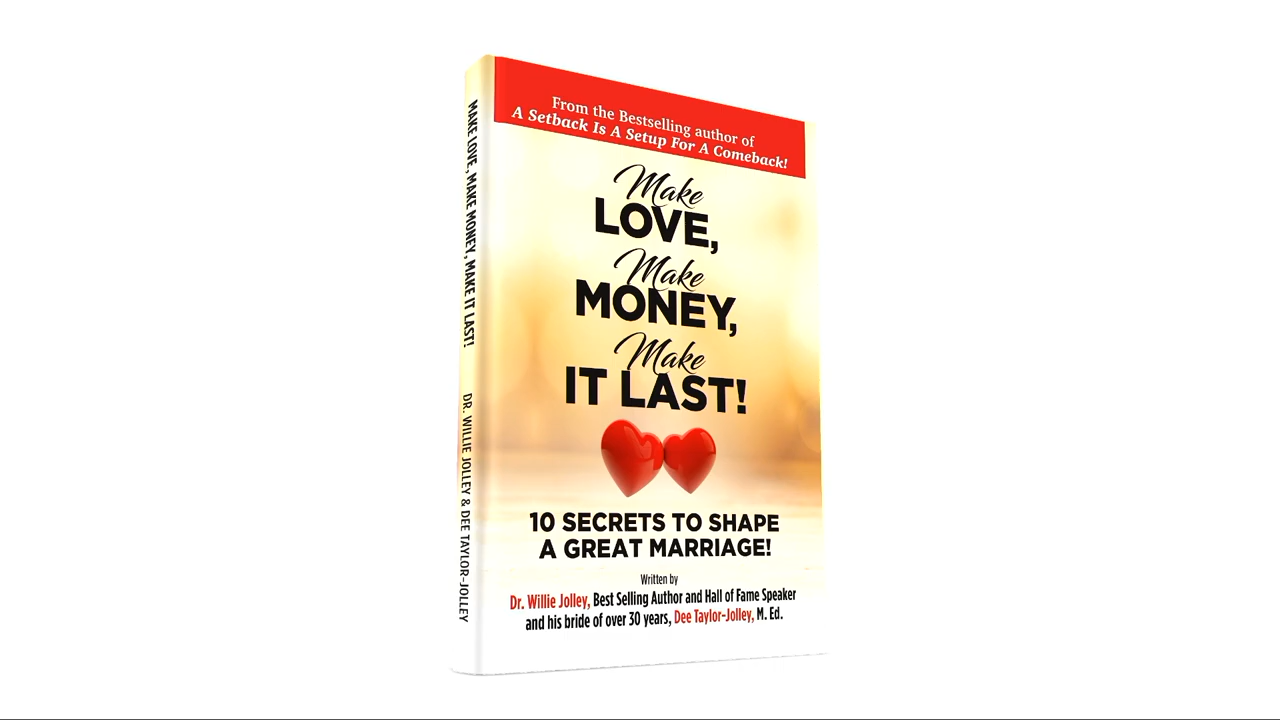 From the Bestselling author of
A Setback Is A Setup For A Comeback!
Make
LOVE,
Make
MONEY,
Make
IT LAST!
10 SECRETS TO SHAPE
A GREAT MARRIAGE!
Written by
Dr. Willie Jolley, Best Selling Author and Hall of Fame Speaker
and his bride of over 30 years, Dee Taylor-Jolley, M. Ed.
MAKE LOVE, MAKE MONEY, MAKE IT LAST!
DR. WILLIE JOLLEY & DEE TAYLOR-JOLLEY